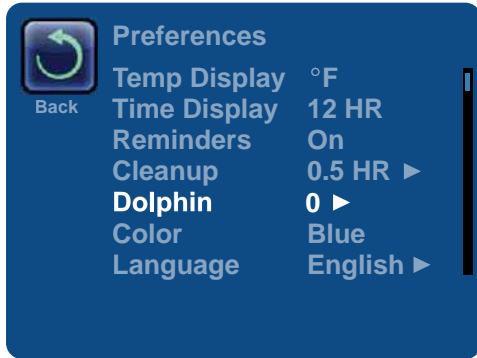 Preferences
Temp Display °F
Back
Time Display 12 HR
Reminders On
Cleanup 0.5 HR ►
Dolphin 0 ►
Color Blue
Language English ►